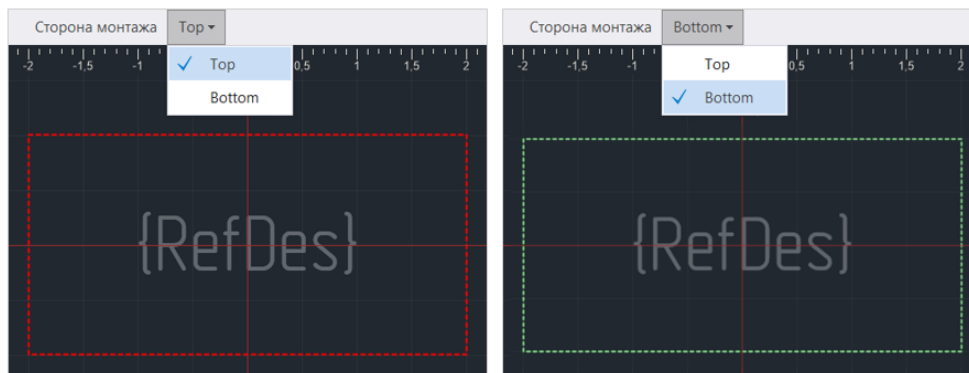 Сторона монтажа Top
-2 -1,5 -1 0,5 1 1,5 2
Top
Bottom
{RefDes}
Сторона монтажа Bottom
-2 -1,5 -1 0,5 1 1,5 2
Top
Bottom
{RefDes}